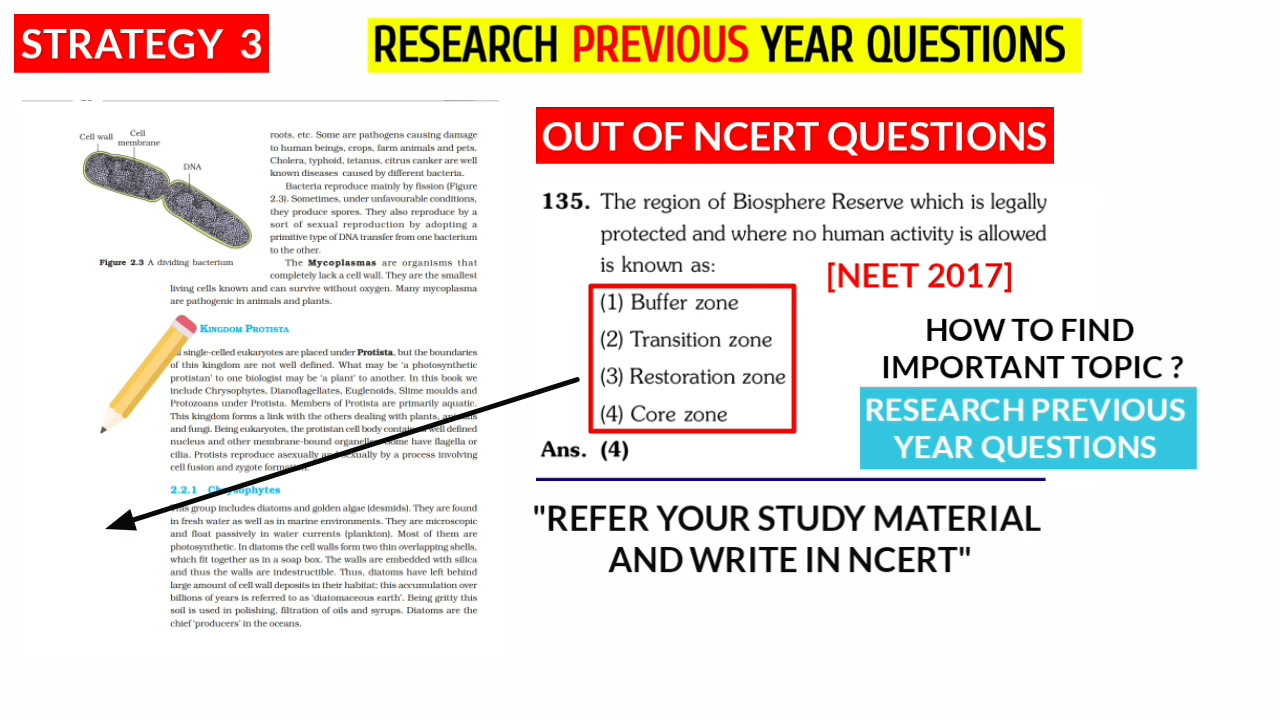 STRATEGY 3
RESEARCH PREVIOUS YEAR QUESTIONS
Cell wall
Cell
membrane
DNA
Figure 2.3 A dividing bacterium
roots, etc. Some are pathogens causing damage
to human beings, crops, farm animals and pets.
Cholera, typhoid, tetanus, citrus canker are well
known diseases caused by different bacteria.
Bacteria reproduce mainly by fission (Figure
2.3). Sometimes, under unfavourable conditions,
they produce spores. They also reproduce by a
sort of sexual reproduction by adopting a
primitive type of DNA transfer from one bacterium
to the other.
The Mycoplasmas are organisms that
completely lack a cell wall. They are the smallest
living cells known and can survive without oxygen. Many mycoplasma
are pathogenic in animals and plants.
KINGDOM PROTISTA
single-celled eukaryotes are placed under Protista, but the boundaries
of this kingdom are not well defined. What may be 'a photosynthetic
protistan' to one biologist may be 'a plant' to another. In this book we
include Chrysophytes, Dianoflagellates, Euglenoids, Slime moulds and
Protozoans under Protista. Members of Protista are primarily aquatic.
This kingdom forms a link with the others dealing with plants, animals
and fungi. Being eukaryotes, the protistan cell body contains a well defined
nucleus and other membrane-bound organelles. Some have flagella or
cilia. Protists reproduce asexually and sexually by a process involving
cell fusion and zygote formation.
2.2.1 Chrysophytes
This group includes diatoms and golden algae (desmids). They are found
in fresh water as well as in marine environments. They are microscopic
and float passively in water currents (plankton). Most of them are
photosynthetic. In diatoms the cell walls form two thin overlapping shells,
which fit together as in a soap box. The walls are embedded with silica
and thus the walls are indestructible. Thus, diatoms have left behind
large amount of cell wall deposits in their habitat; this accumulation over
billions of years is referred to as 'diatomaceous earth'. Being gritty this
soil is used in polishing, filtration of oils and syrups. Diatoms are the
chief 'producers' in the oceans.
OUT OF NCERT QUESTIONS
135. The region of Biosphere Reserve which is legally
protected and where no human activity is allowed
is known as:
[NEET 2017]
(1) Buffer zone
(2) Transition zone
(3) Restoration zone
(4) Core zone
Ans. (4)
HOW TO FIND
IMPORTANT TOPIC ?
RESEARCH PREVIOUS
YEAR QUESTIONS
"REFER YOUR STUDY MATERIAL
AND WRITE IN NCERT"